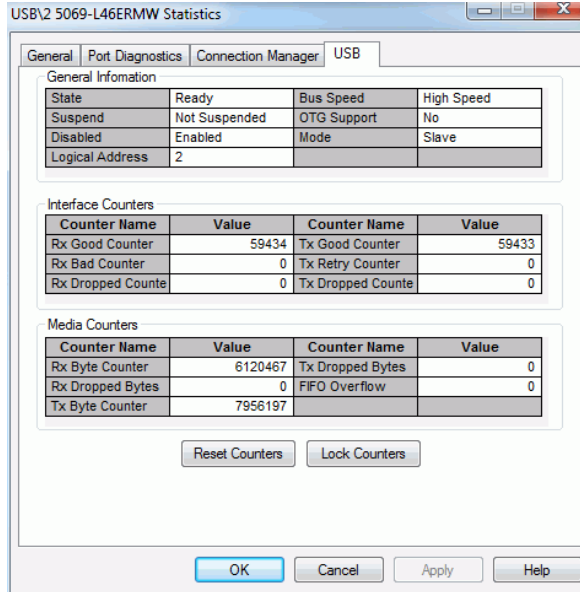 USB\2 5069-L46ERMW Statistics
General Port Diagnostics Connection Manager USB
General Infomation
State Ready Bus Speed High Speed
Suspend Not Suspended OTG Support No
Disabled Enabled Mode Slave
Logical Address 2
Interface Counters
Counter Name Value Counter Name Value
Rx Good Counter 59434 Tx Good Counter 59433
Rx Bad Counter 0 Tx Retry Counter 0
Rx Dropped Counte 0 Tx Dropped Counte 0
Media Counters
Counter Name Value Counter Name Value
Rx Byte Counter 6120467 Tx Dropped Bytes 0
Rx Dropped Bytes 0 FIFO Overflow 0
Tx Byte Counter 7956197
Reset Counters Lock Counters
OK Cancel Apply Help